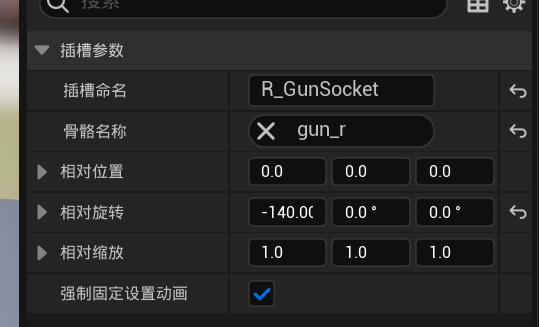 搜索
插槽参数
插槽命名 R_GunSocket
骨骼名称 gun_r
相对位置 0.0 0.0 0.0
相对旋转 -140.00 0.0 ° 0.0 °
相对缩放 1.0 1.0 1.0
强制固定设置动画